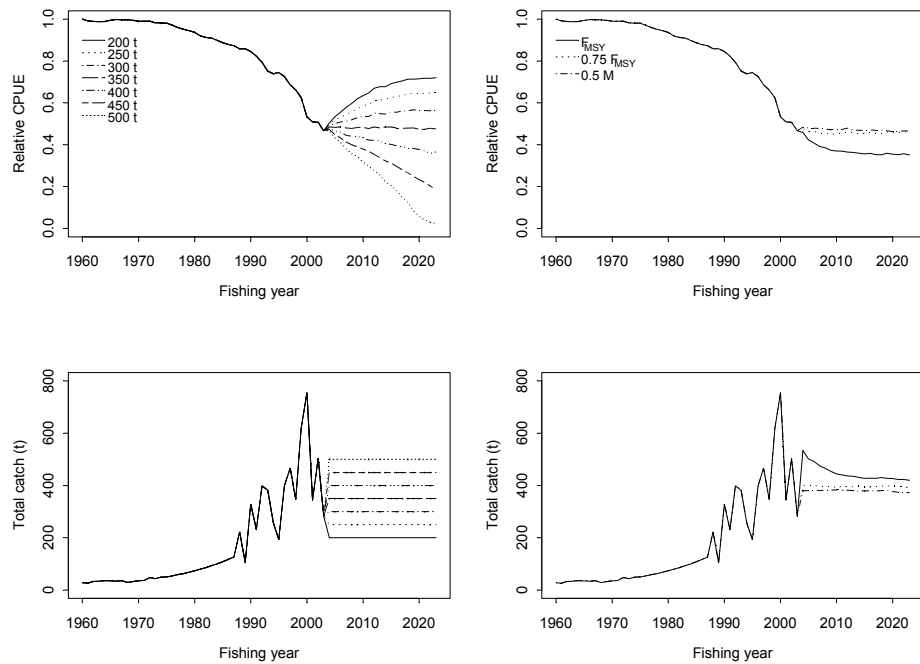 Relative CPUE
0.0 0.2 0.4 0.6 0.8 1.0
200 t
250 t
300 t
350 t
400 t
450 t
500 t
1960 1970 1980 1990 2000 2010 2020
Fishing year
Relative CPUE
0.0 0.2 0.4 0.6 0.8 1.0
FMSY
0.75 FMSY
0.5 M
1960 1970 1980 1990 2000 2010 2020
Fishing year
Total catch (t)
0 200 400 600 800
1960 1970 1980 1990 2000 2010 2020
Fishing year
Total catch (t)
0 200 400 600 800
1960 1970 1980 1990 2000 2010 2020
Fishing year